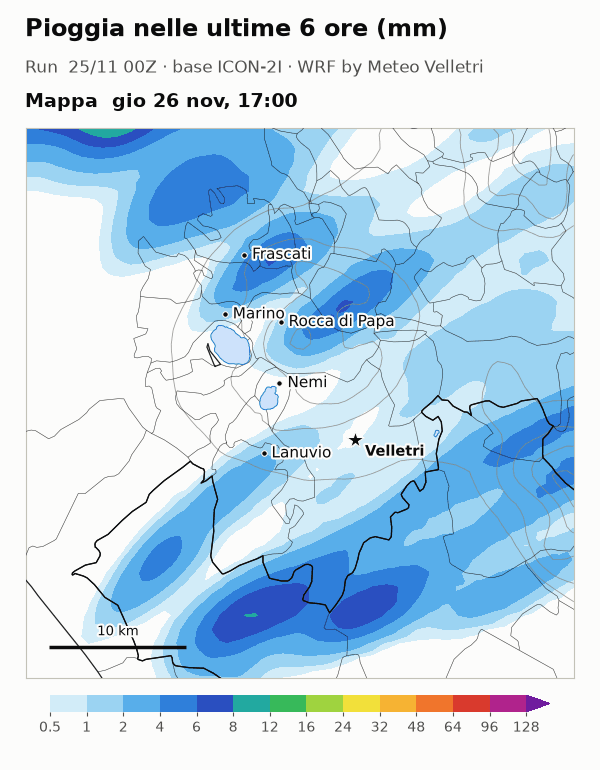 Pioggia nelle ultime 6 ore (mm)
Run  25/11 00Z · base ICON-2I · WRF by Meteo Velletri
Mappa  gio 26 nov, 17:00
Frascati
Marino
Rocca di Papa
Nemi
Velletri
Lanuvio
10 km
0.5 1 2 4 6 8 12 16 24 32 48 64 96 128